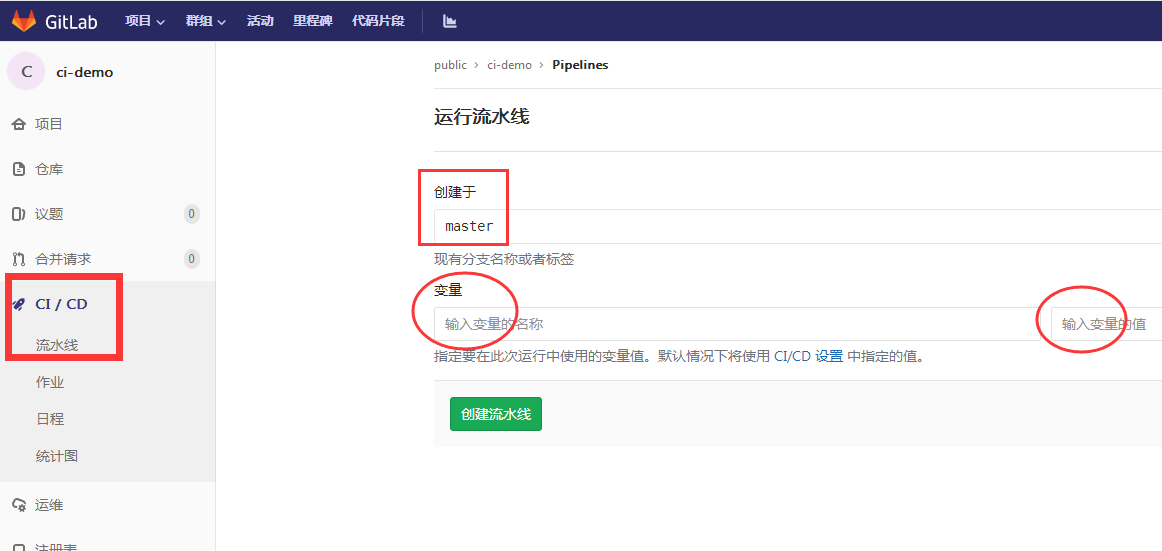 GitLab 项目 群组 活动 里程碑 代码片段
C ci-demo
项目
仓库
议题 0
合并请求 0
CI / CD
流水线
作业
日程
统计图
运维
注册表
public › ci-demo › Pipelines
运行流水线
创建于
master
现有分支名称或者标签
变量
输入变量的名称 输入变量的值
指定要在此次运行中使用的变量值。默认情况下将使用 CI/CD 设置 中指定的值。
创建流水线